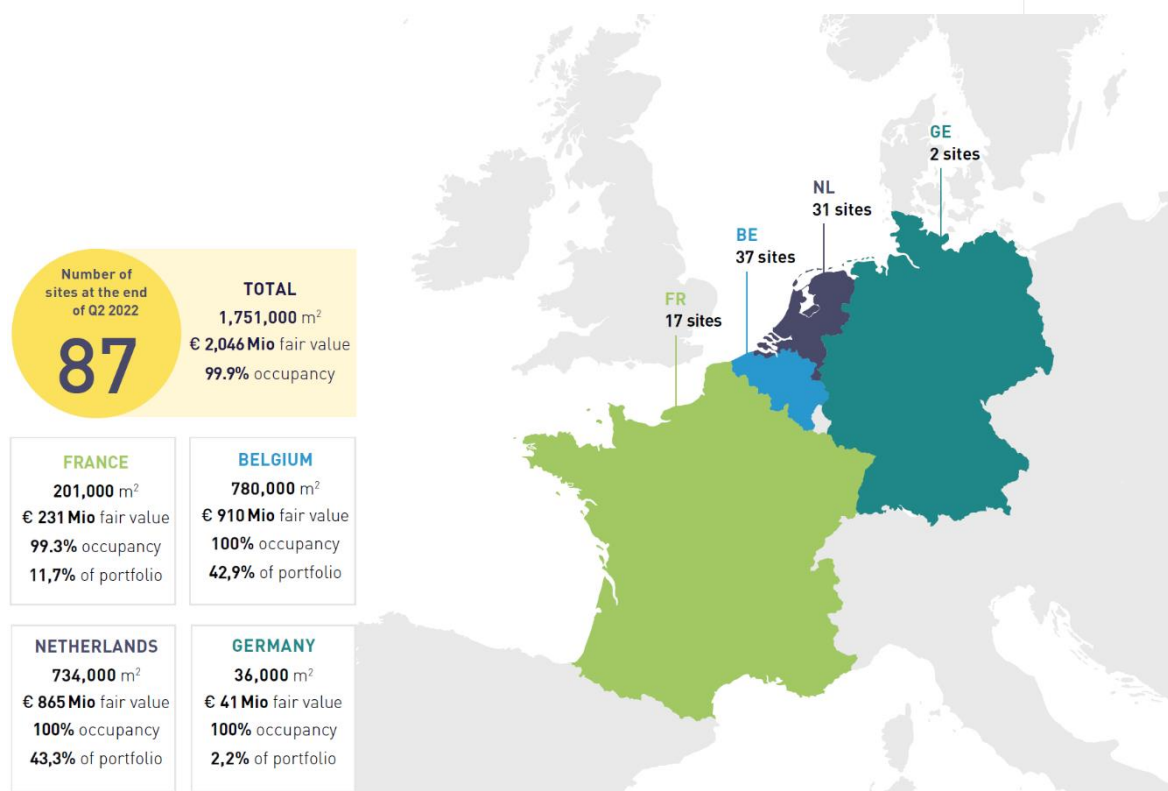 Number of
sites at the end
of Q2 2022
87
TOTAL
1,751,000 m²
€ 2,046 Mio fair value
99.9% occupancy
FRANCE
201,000 m²
€ 231 Mio fair value
99.3% occupancy
11,7% of portfolio
BELGIUM
780,000 m²
€ 910 Mio fair value
100% occupancy
42,9% of portfolio
NETHERLANDS
734,000 m²
€ 865 Mio fair value
100% occupancy
43,3% of portfolio
GERMANY
36,000 m²
€ 41 Mio fair value
100% occupancy
2,2% of portfolio
FR
17 sites
BE
37 sites
NL
31 sites
GE
2 sites